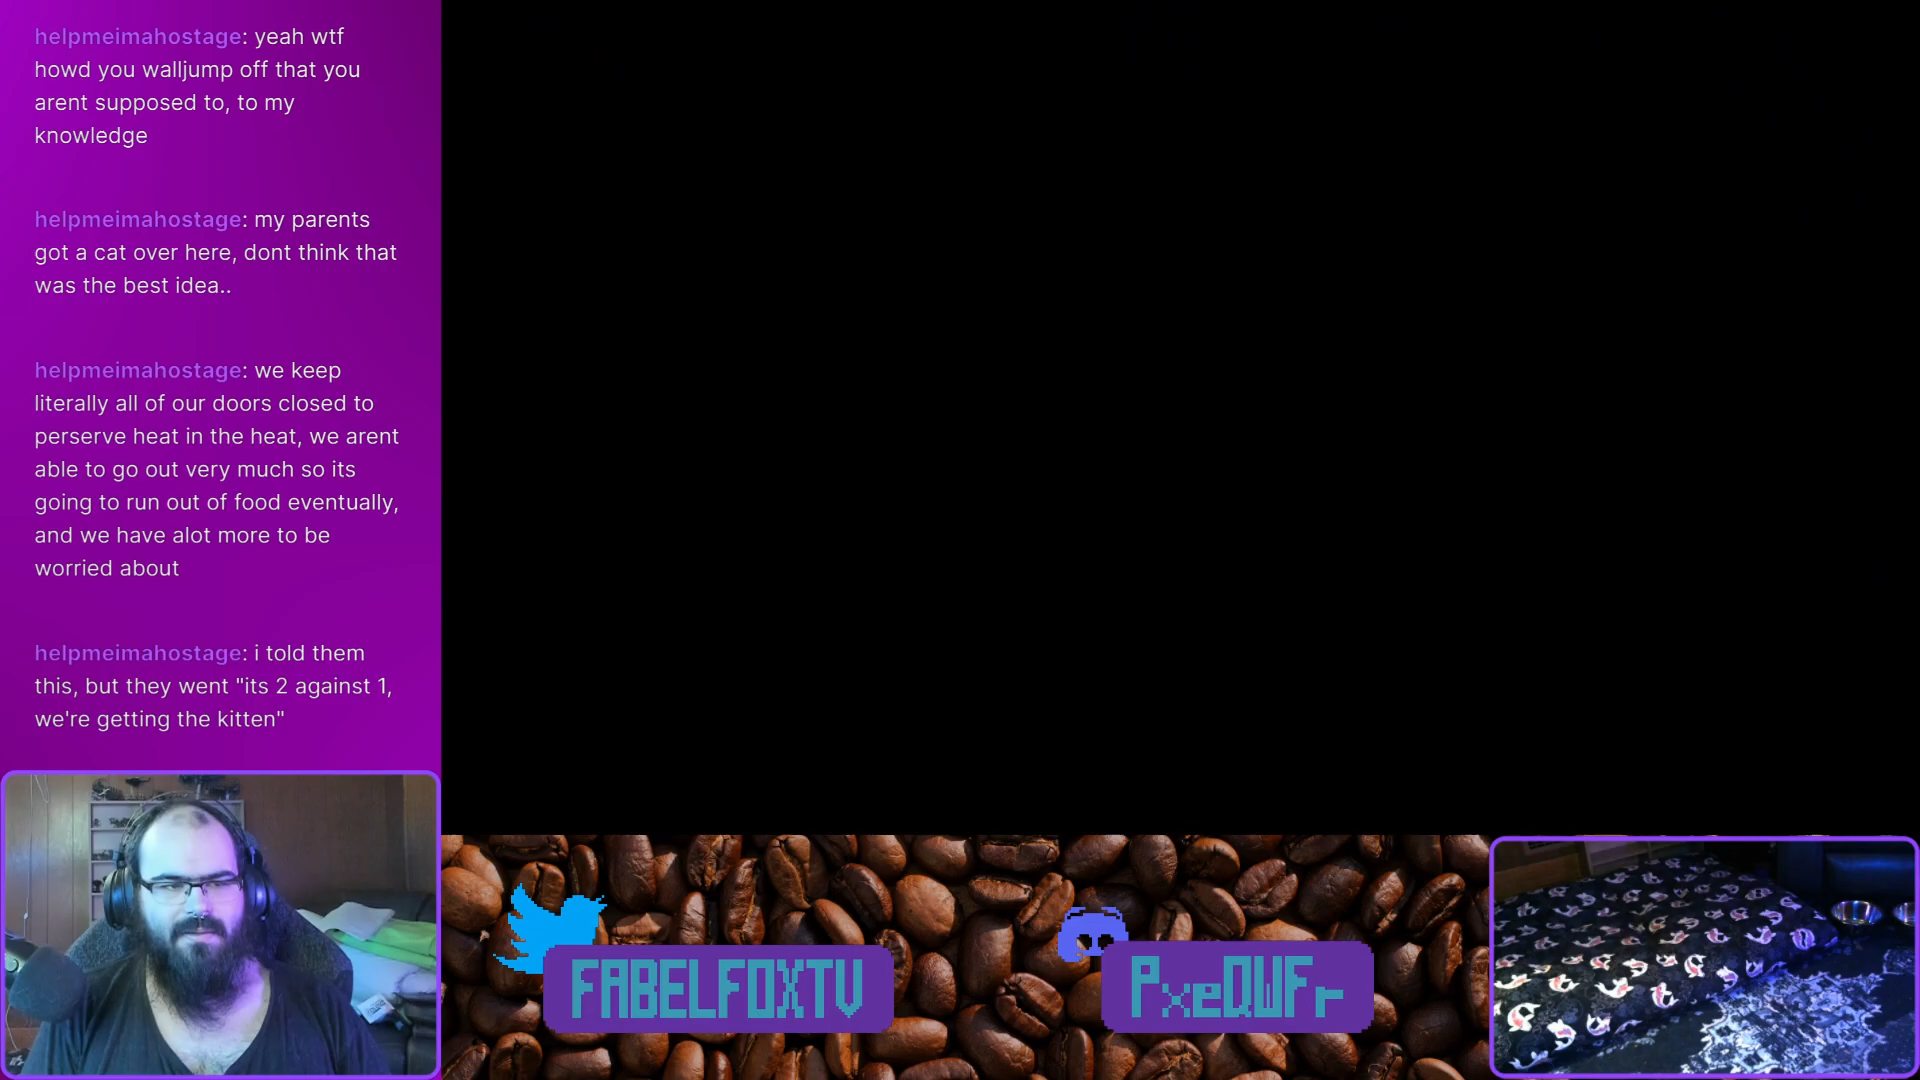 helpmeimahostage: yeah wtf
howd you walljump off that you
arent supposed to, to my
knowledge
helpmeimahostage: my parents
got a cat over here, dont think that
was the best idea..
helpmeimahostage: we keep
literally all of our doors closed to
perserve heat in the heat, we arent
able to go out very much so its
going to run out of food eventually,
and we have alot more to be
worried about
helpmeimahostage: i told them
this, but they went "its 2 against 1,
we're getting the kitten"
FABELFOXTV
PxeQWFr